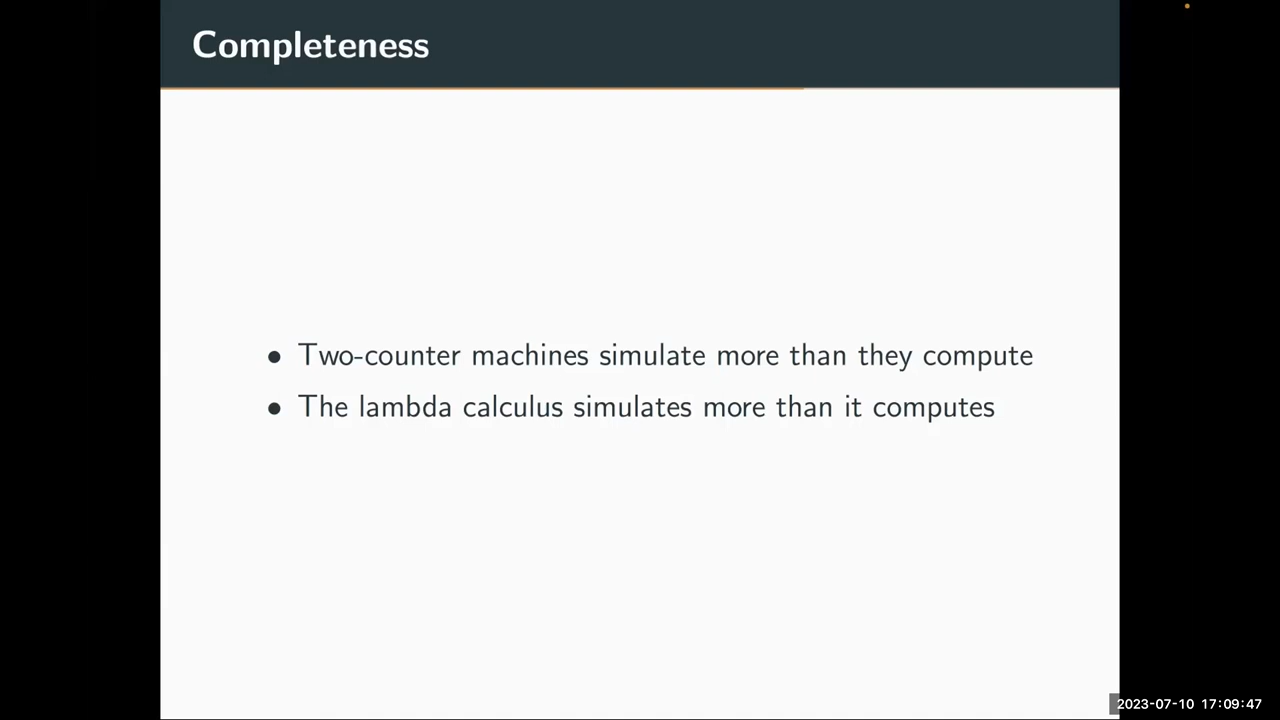 Completeness
• Two-counter machines simulate more than they compute
• The lambda calculus simulates more than it computes
2023-07-10 17:09:47